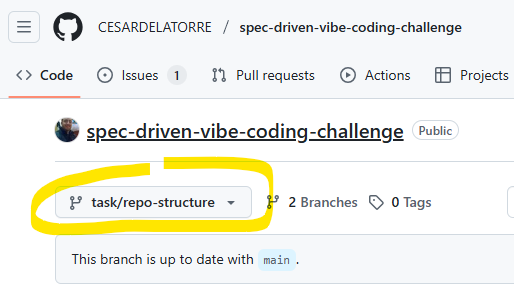 CESARDELATORRE / spec-driven-vibe-coding-challenge
Code Issues 1 Pull requests Actions Projects
spec-driven-vibe-coding-challenge Public
task/repo-structure 2 Branches 0 Tags
This branch is up to date with main .